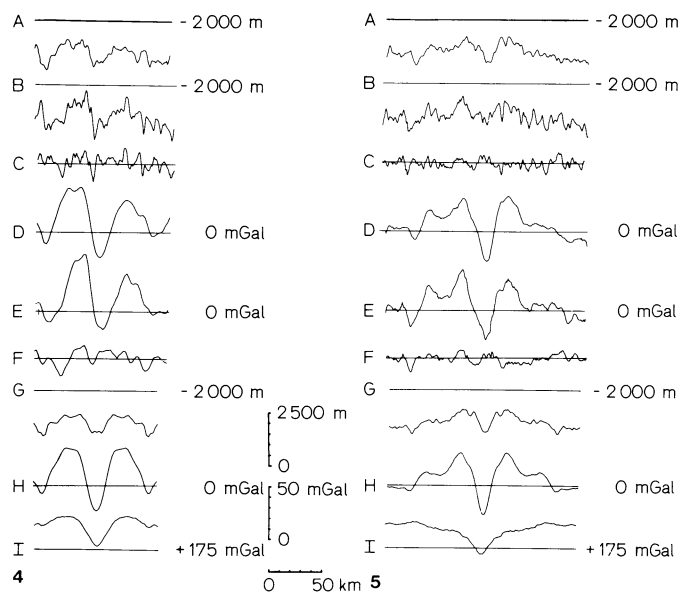 A - 2000 m
B - 2000 m
C
D 0 mGal
E 0 mGal
F
G - 2000 m
2500 m
0
H 0 mGal
50 mGal
0
I + 175 mGal
4
0 50 km
A - 2000 m
B - 2000 m
C
D 0 mGal
E 0 mGal
F
G - 2000 m
H 0 mGal
I + 175 mGal
5